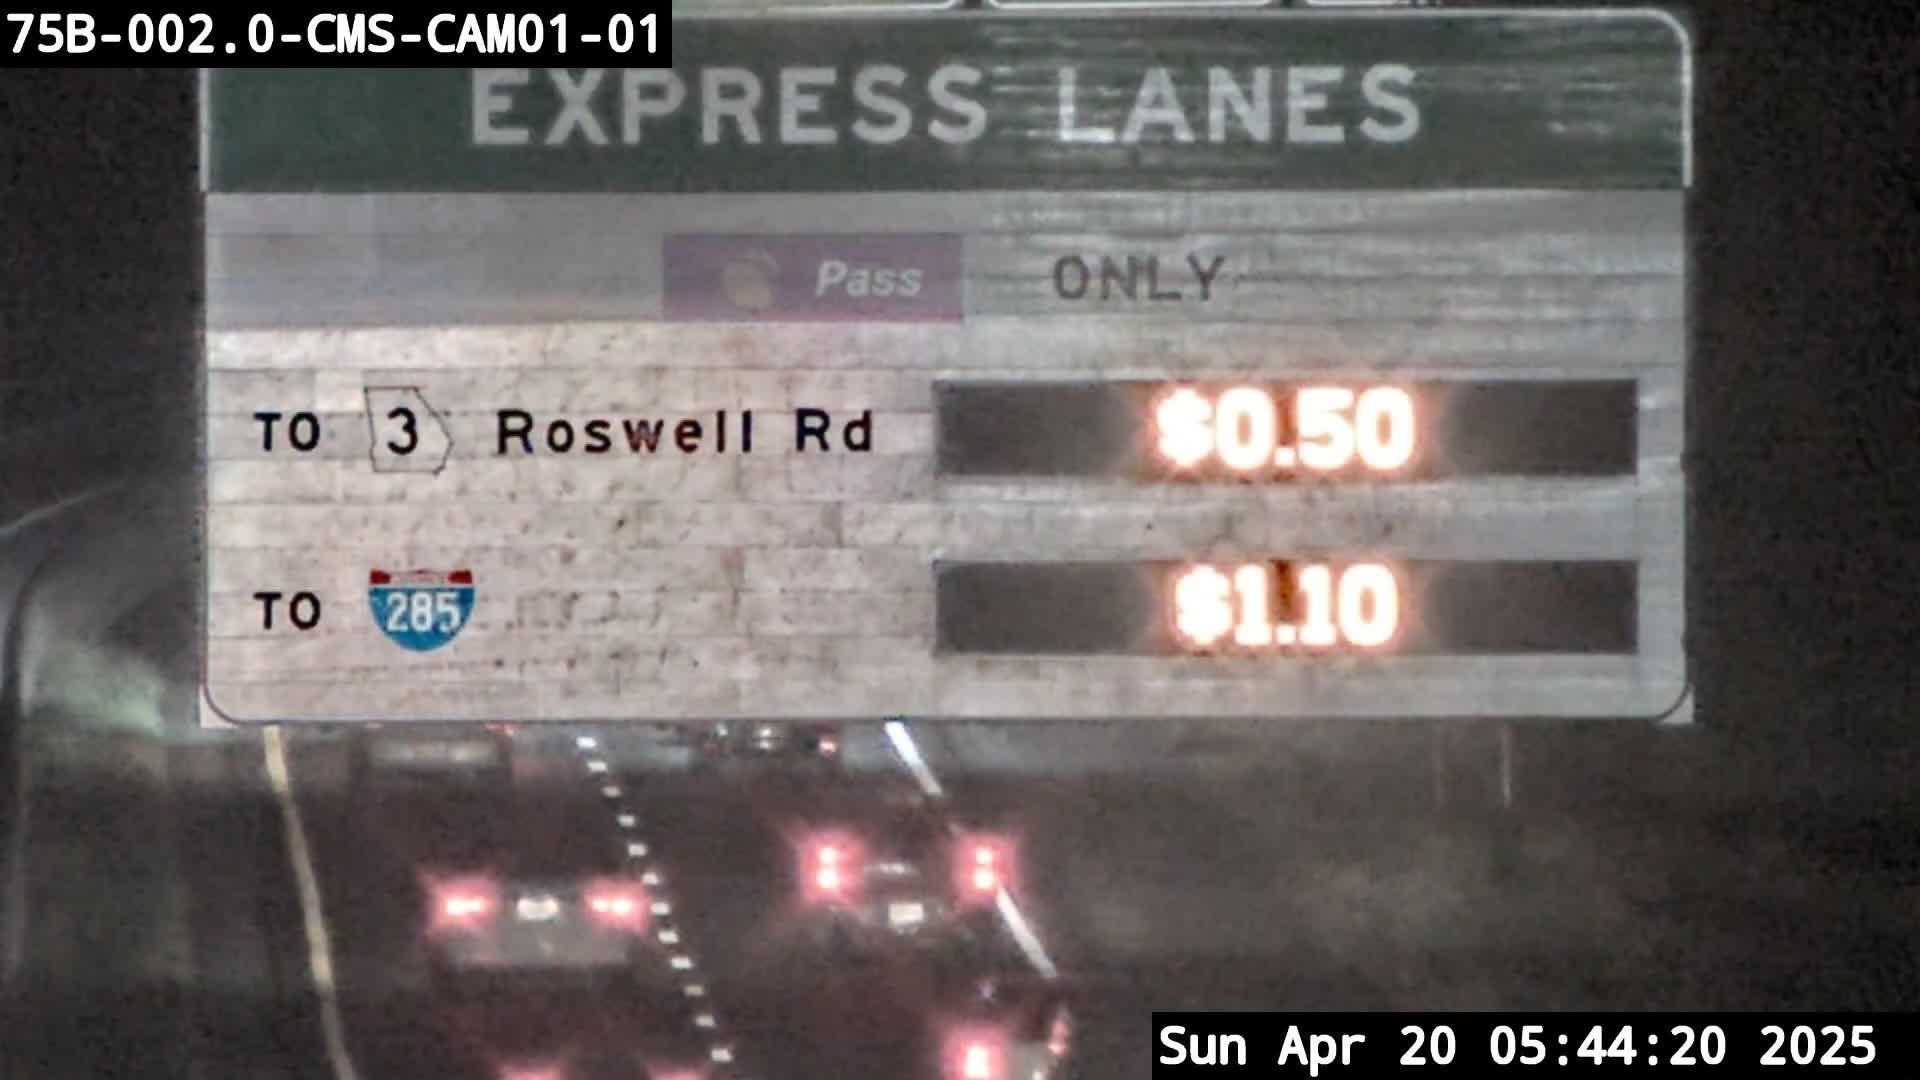 75B-002.0-CMS-CAM01-01
EXPRESS LANES
Pass ONLY
TO 3 Roswell Rd $0.50
TO 285 $1.10
Sun Apr 20 05:44:20 2025